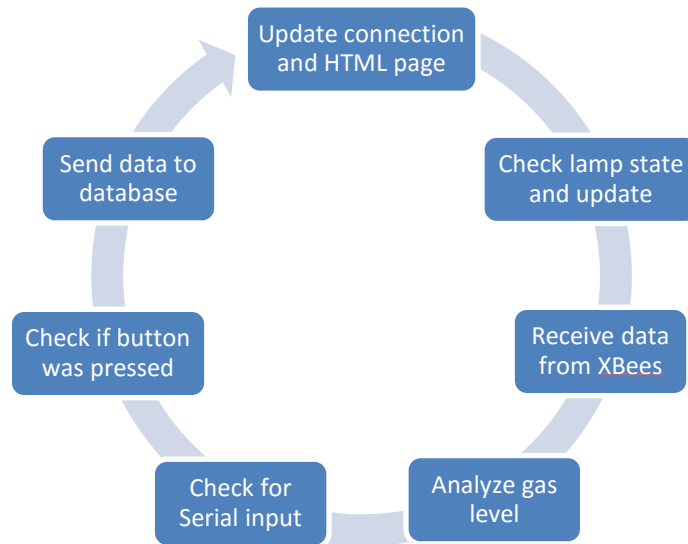 Update connection
and HTML page
Check lamp state
and update
Receive data
from XBees
Analyze gas
level
Check for
Serial input
Check if button
was pressed
Send data to
database